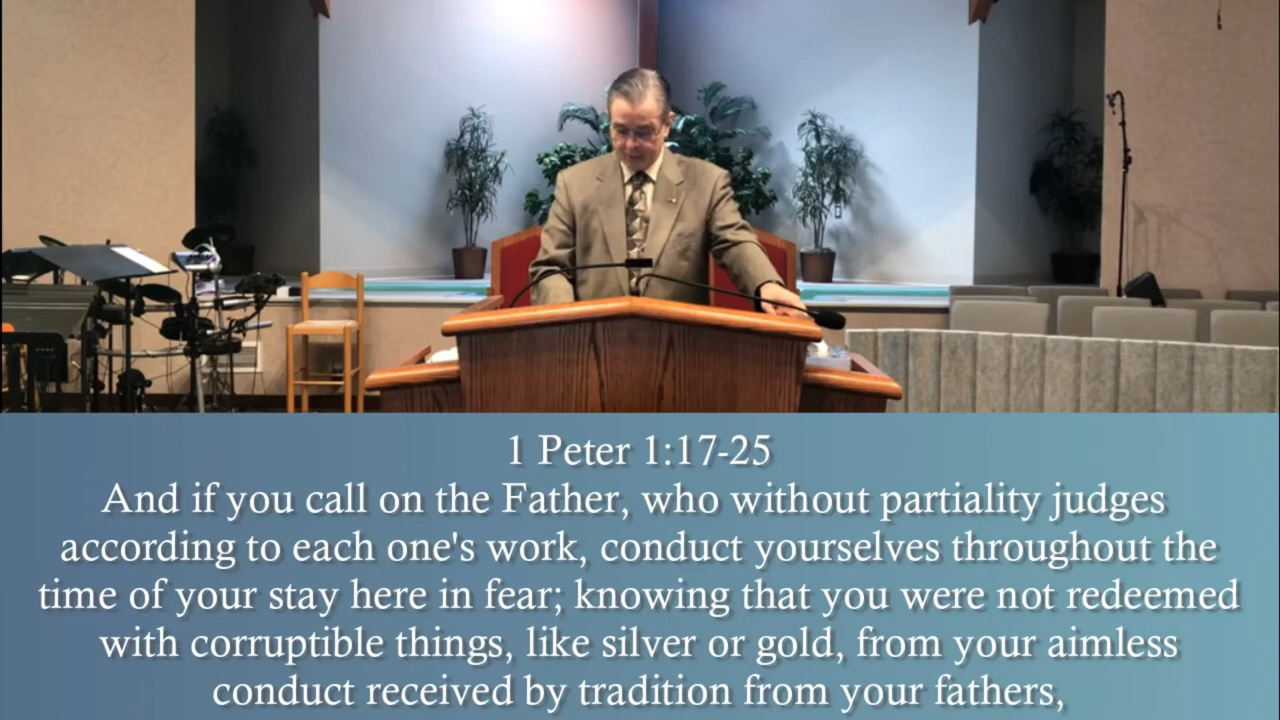 1 Peter 1:17-25
And if you call on the Father, who without partiality judges
according to each one's work, conduct yourselves throughout the
time of your stay here in fear; knowing that you were not redeemed
with corruptible things, like silver or gold, from your aimless
conduct received by tradition from your fathers,